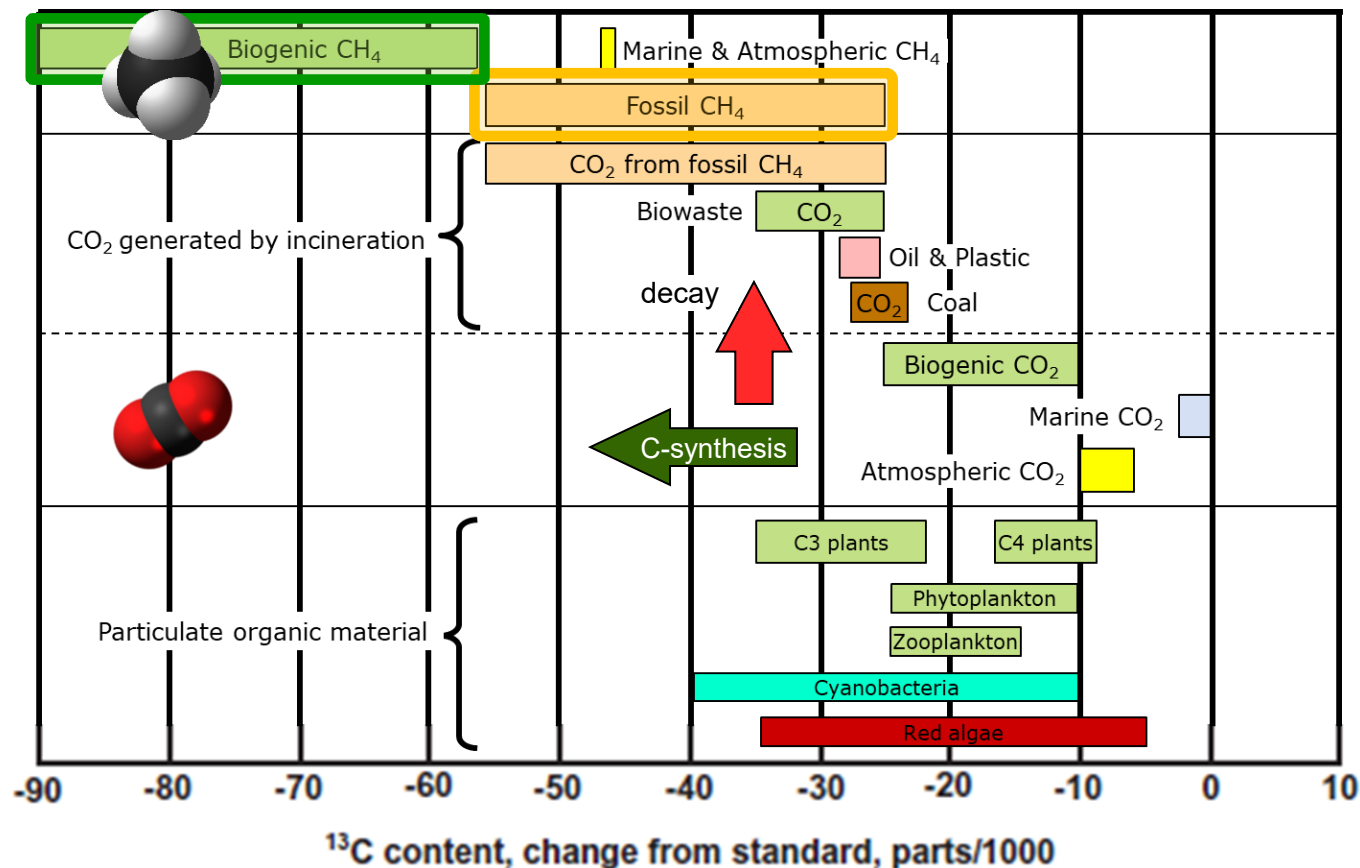 Biogenic CH₄
Marine & Atmospheric CH₄
Fossil CH₄
CO₂ from fossil CH₄
Biowaste
CO₂
CO₂ generated by incineration
Oil & Plastic
decay
CO₂
Coal
Biogenic CO₂
Marine CO₂
C-synthesis
Atmospheric CO₂
C3 plants
C4 plants
Phytoplankton
Particulate organic material
Zooplankton
Cyanobacteria
Red algae
-90 -80 -70 -60 -50 -40 -30 -20 -10 0 10
¹³C content, change from standard, parts/1000